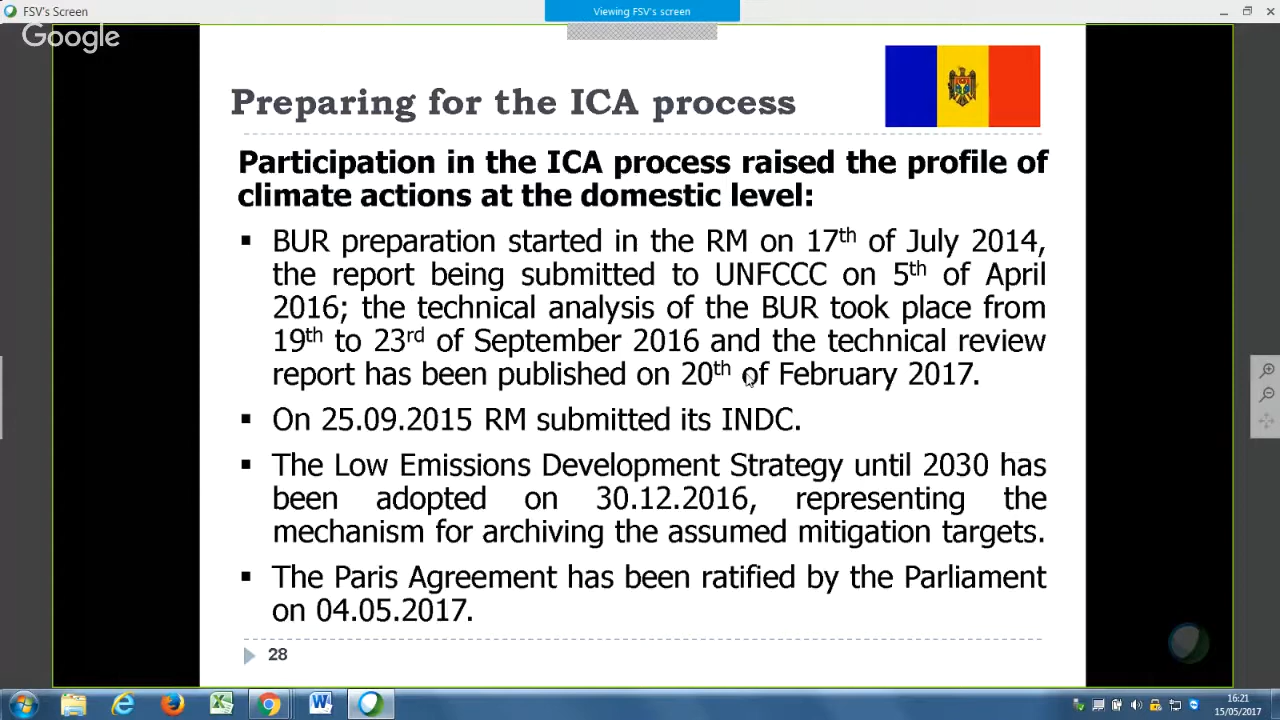 FSV's Screen
Viewing FSV's screen
Google
Preparing for the ICA process
Participation in the ICA process raised the profile of
climate actions at the domestic level:
▪ BUR preparation started in the RM on 17th of July 2014,
the report being submitted to UNFCCC on 5th of April
2016; the technical analysis of the BUR took place from
19th to 23rd of September 2016 and the technical review
report has been published on 20th of February 2017.
▪ On 25.09.2015 RM submitted its INDC.
▪ The Low Emissions Development Strategy until 2030 has
been adopted on 30.12.2016, representing the
mechanism for archiving the assumed mitigation targets.
▪ The Paris Agreement has been ratified by the Parliament
on 04.05.2017.
28
16:21
15/05/2017